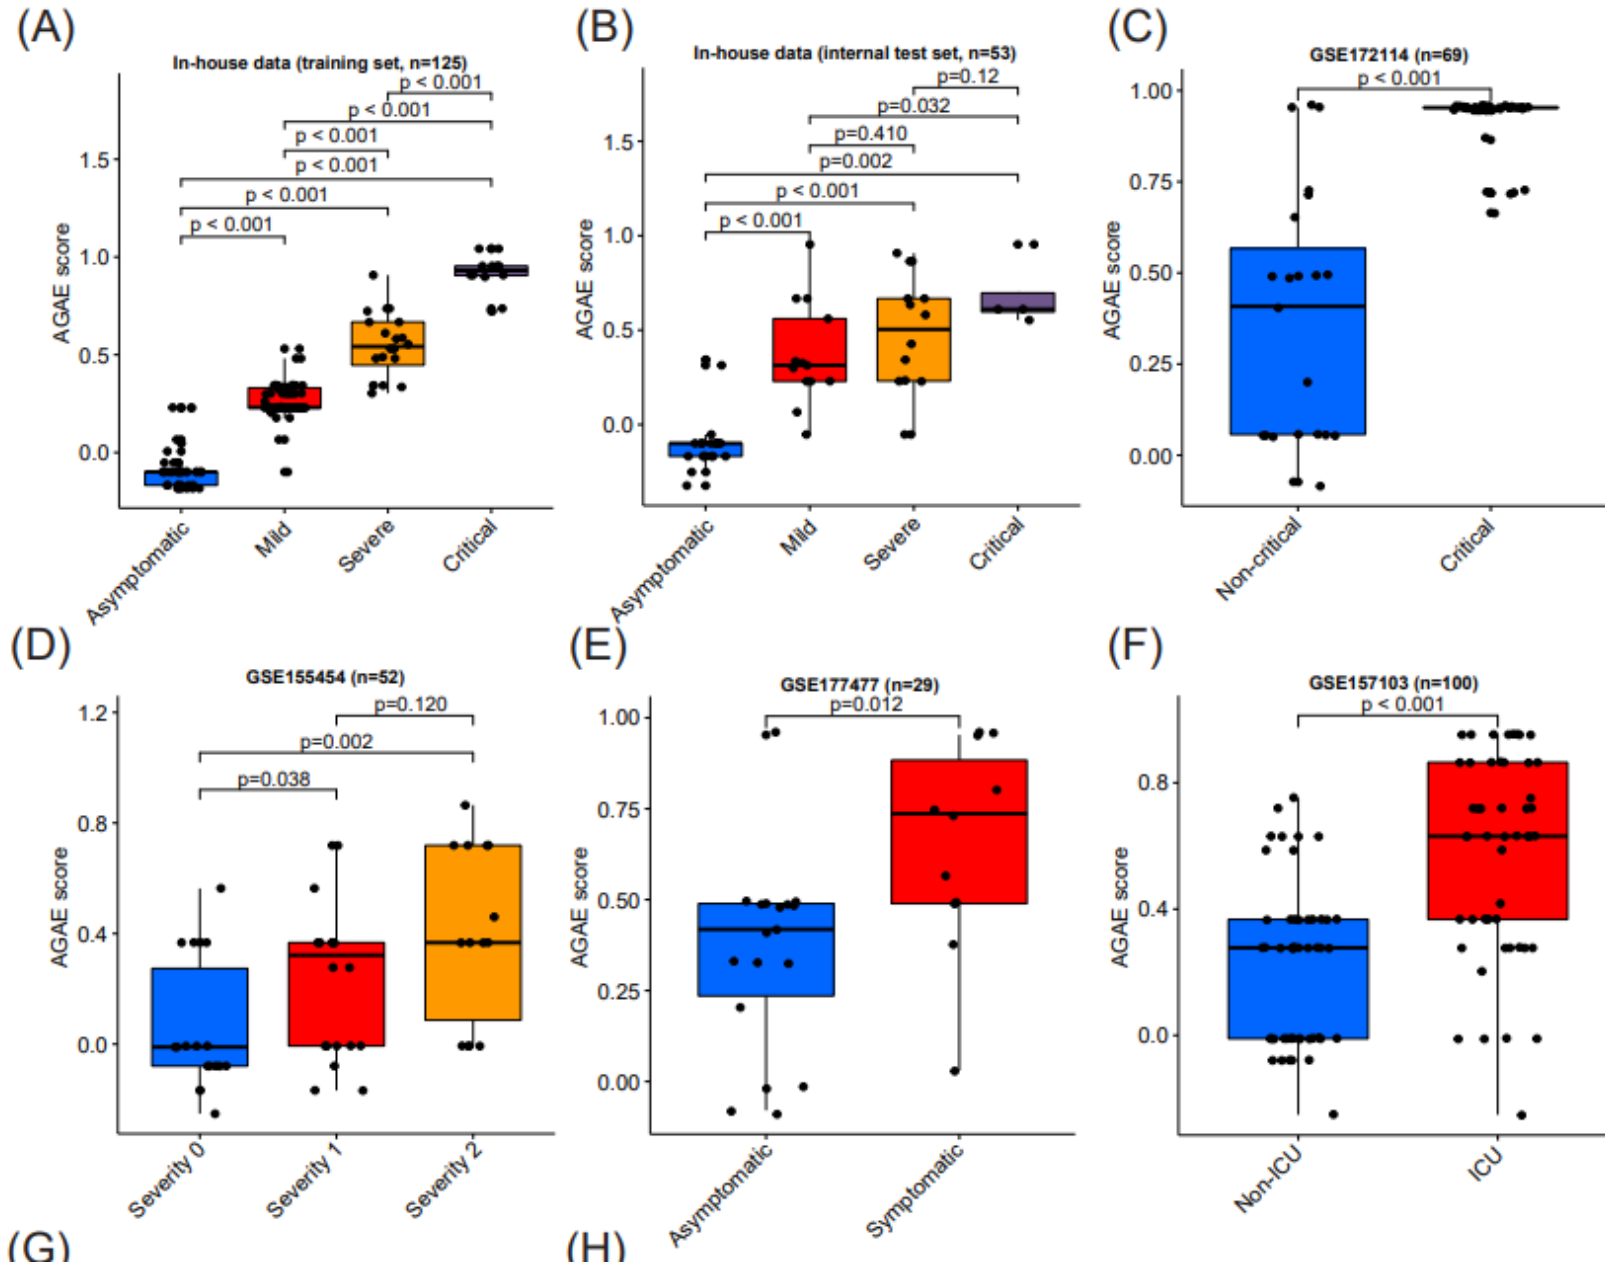 (A)
In-house data (training set, n=125)
p < 0.001
p < 0.001
p < 0.001
p < 0.001
p < 0.001
p < 0.001
AGAE score
1.5
1.0
0.5
0.0
Asymptomatic
Mild
Severe
Critical
(B)
In-house data (internal test set, n=53)
p=0.12
p=0.032
p=0.410
p=0.002
p < 0.001
p < 0.001
AGAE score
1.5
1.0
0.5
0.0
Asymptomatic
Mild
Severe
Critical
(C)
GSE172114 (n=69)
p < 0.001
AGAE score
1.00
0.75
0.50
0.25
0.00
Non-critical
Critical
(D)
GSE155454 (n=52)
p=0.120
p=0.002
p=0.038
AGAE score
1.2
0.8
0.4
0.0
Severity 0
Severity 1
Severity 2
(E)
GSE177477 (n=29)
p=0.012
AGAE score
1.00
0.75
0.50
0.25
0.00
Asymptomatic
Symptomatic
(F)
GSE157103 (n=100)
p < 0.001
AGAE score
0.8
0.4
0.0
Non-ICU
ICU
(G)
(H)